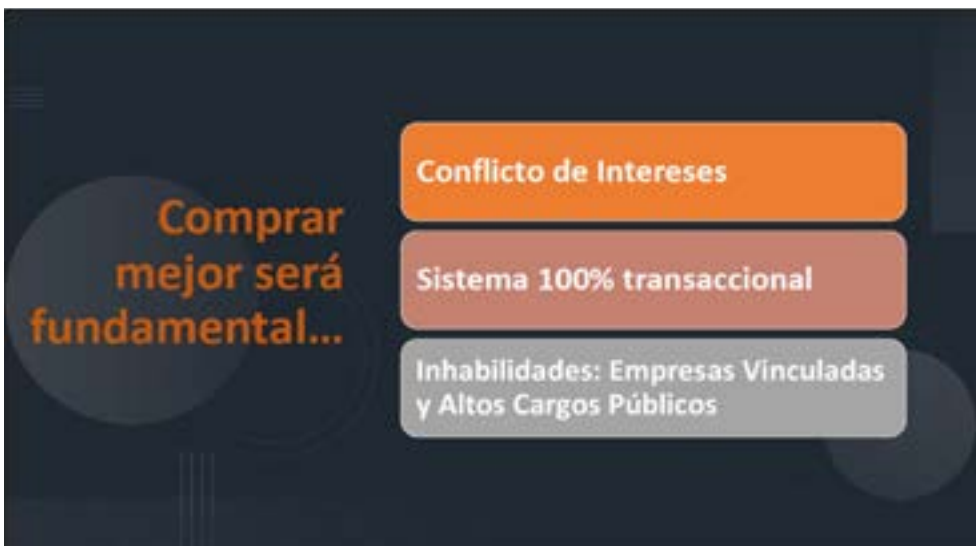 Comprar
mejor será
fundamental...
Conflicto de Intereses
Sistema 100% transaccional
Inhabilidades: Empresas Vinculadas
y Altos Cargos Públicos